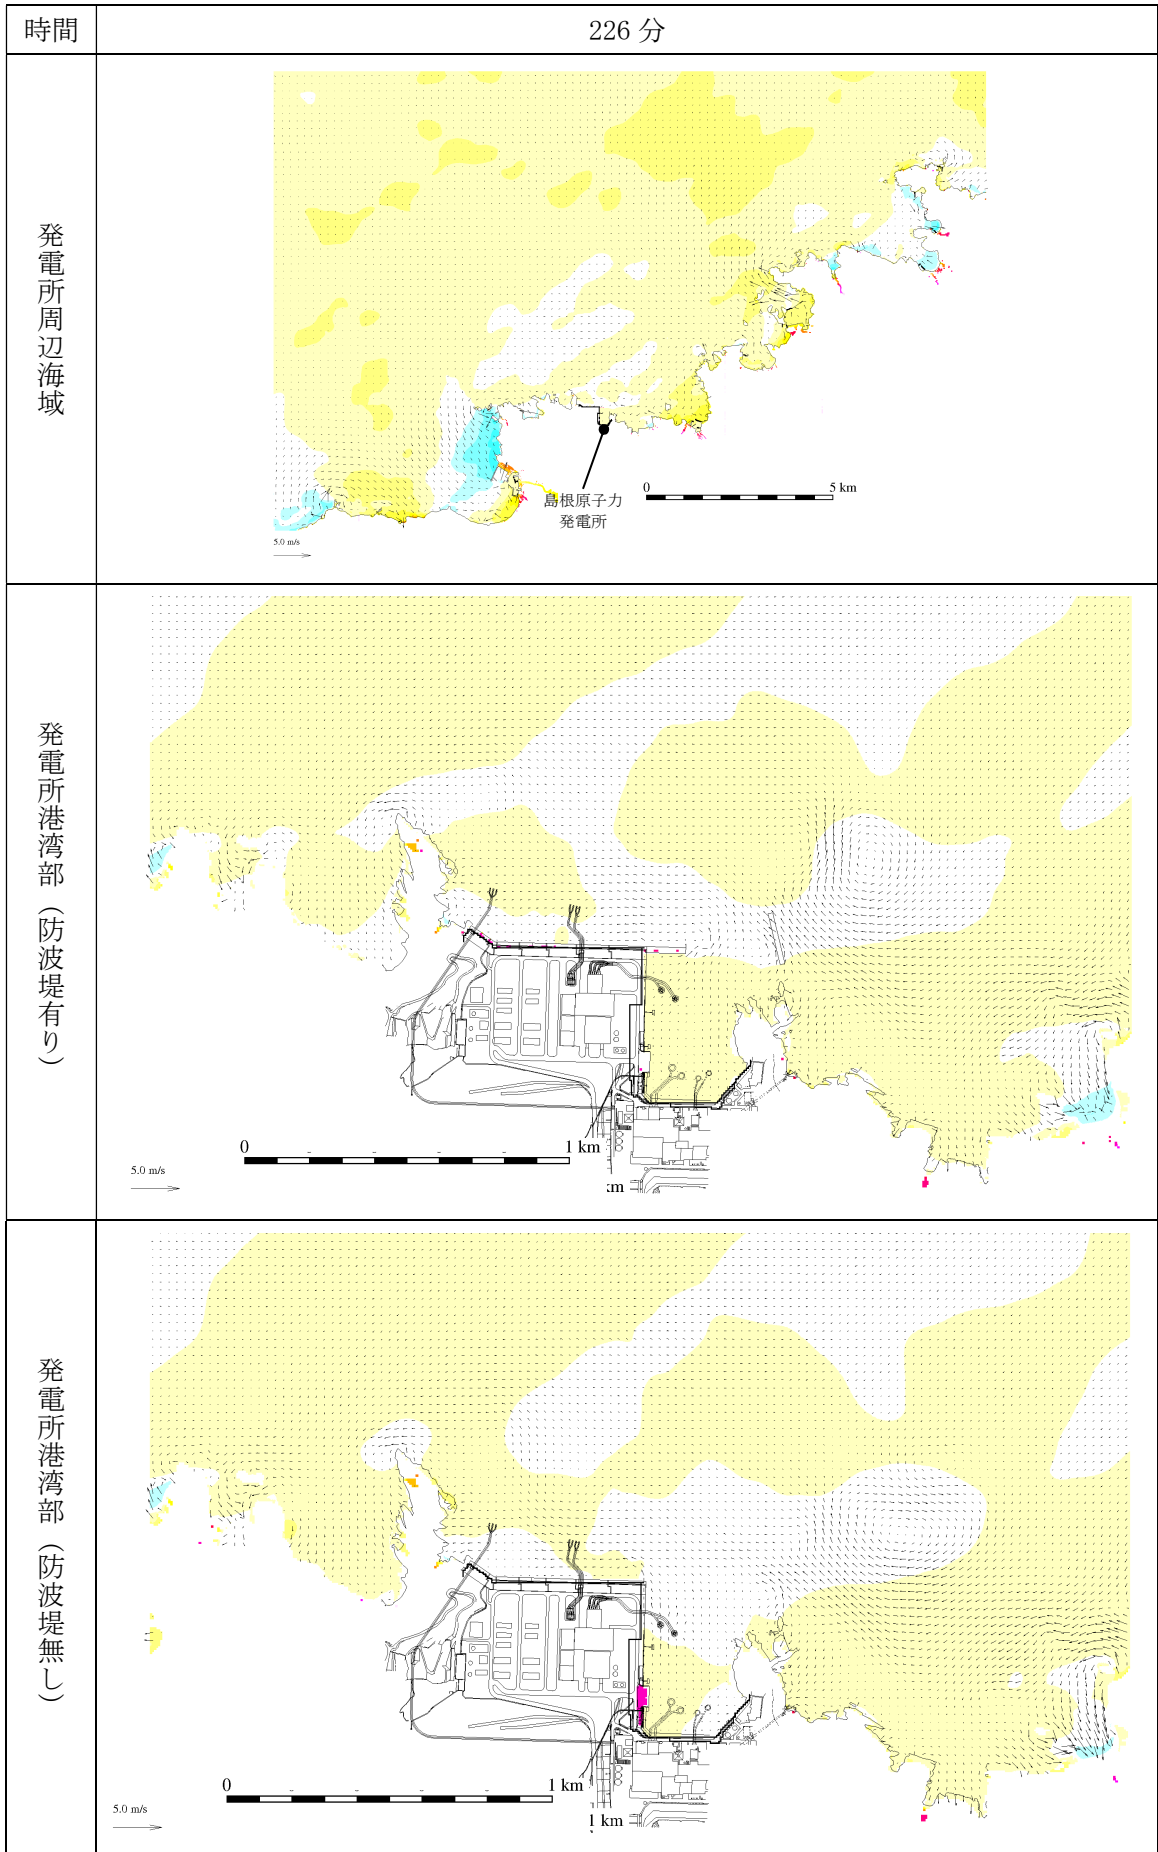 時間
226 分
発電所周辺海域
島根原子力
発電所
0
5 km
5.0 m/s
発電所港湾部（防波堤有り）
0
1 km
5.0 m/s
km
発電所港湾部（防波堤無し）
0
1 km
5.0 m/s
1 km